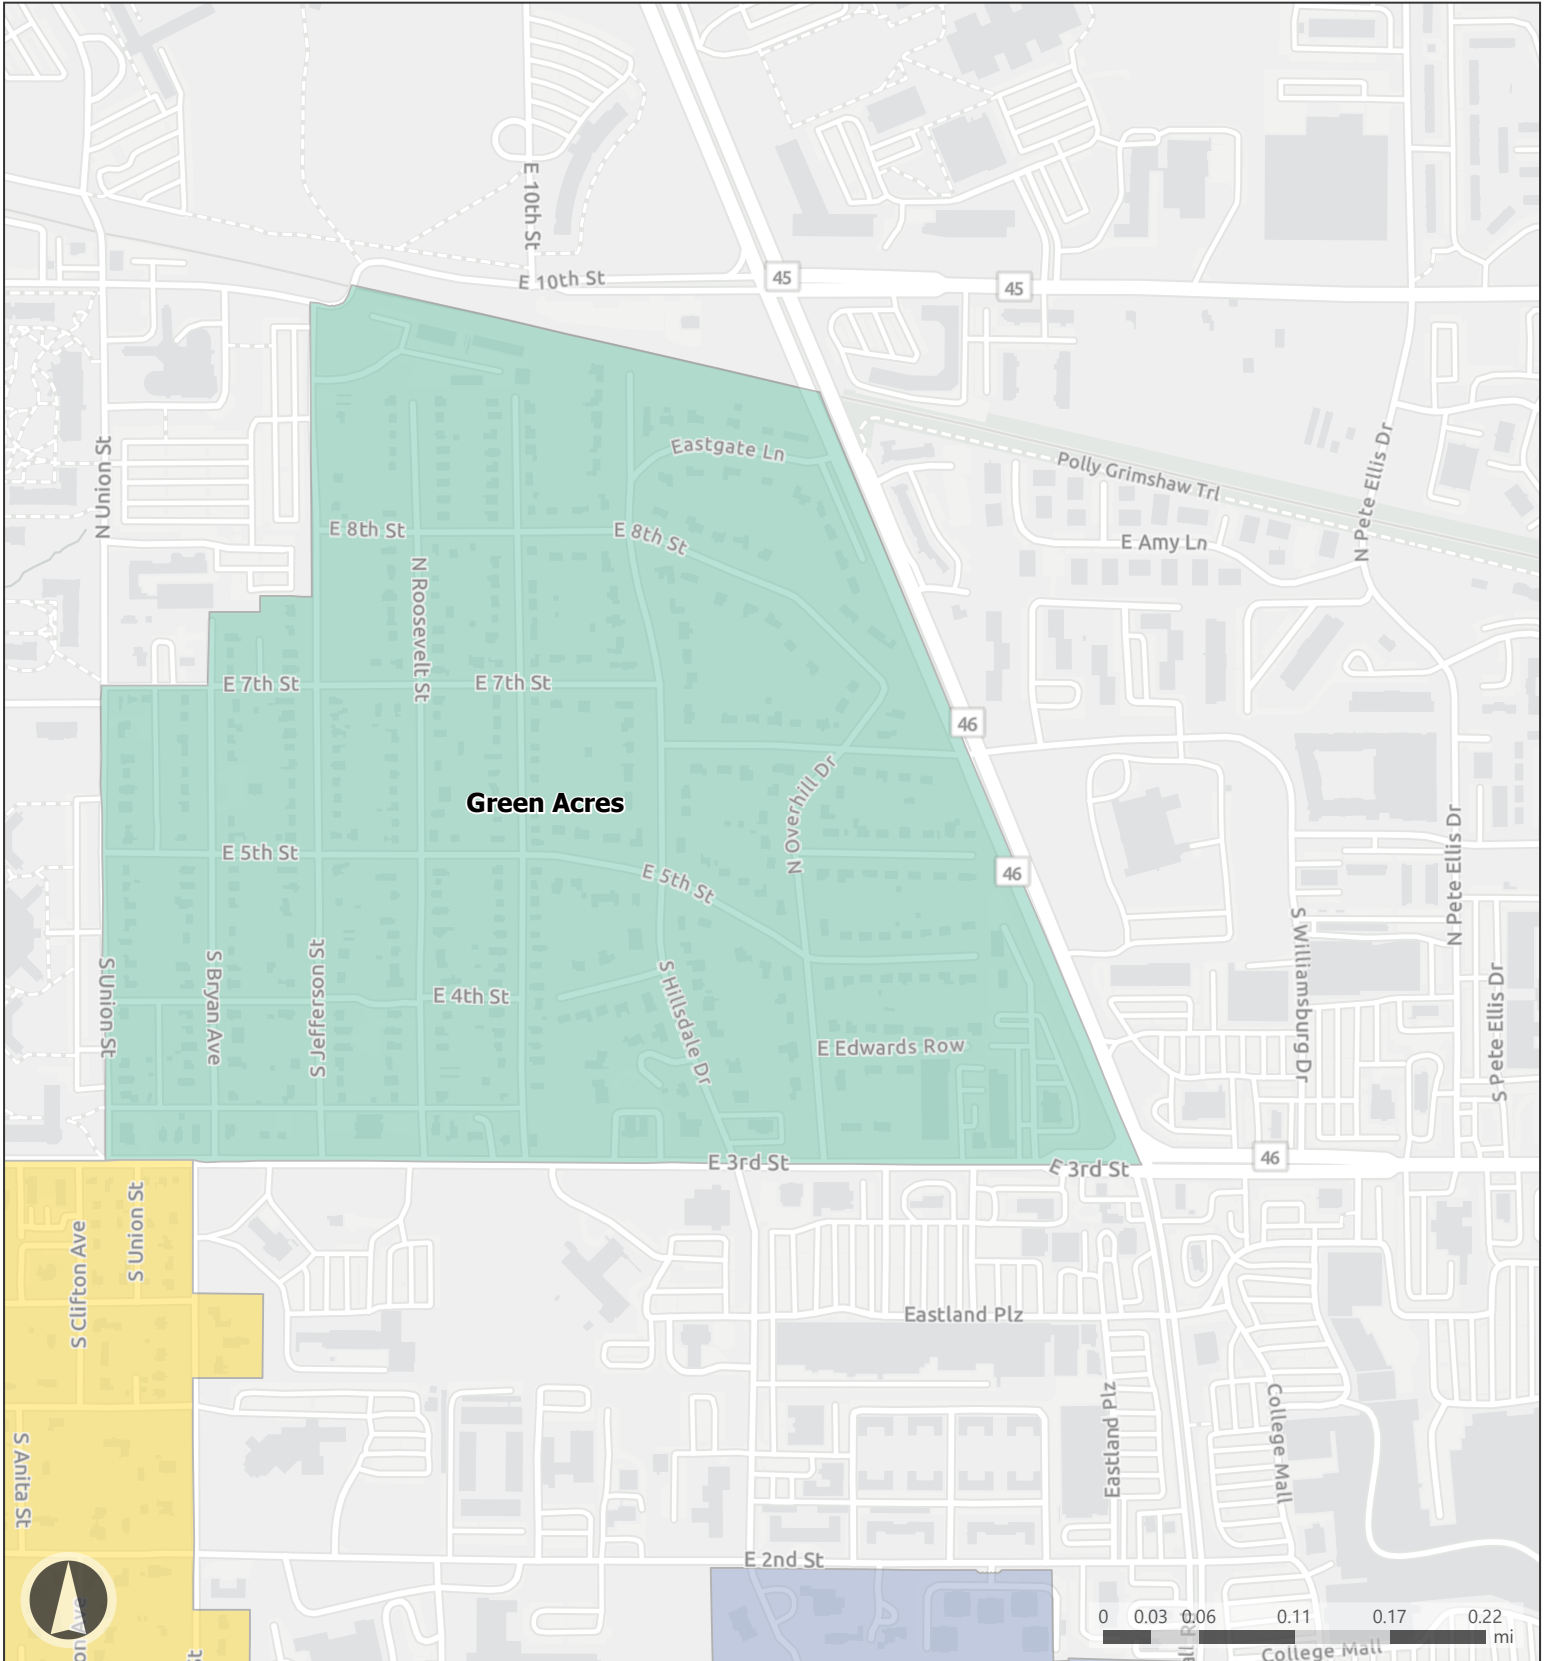 E 10th St
E 10th St
45
45
Eastgate Ln
Polly Grimshaw Trl
N Pete Ellis Dr
N Union St
E 8th St
E 8th St
E Amy Ln
N Roosevelt St
E 7th St
E 7th St
46
Green Acres
N Overhill Dr
E 5th St
E 5th St
46
N Pete Ellis Dr
S Union St
S Bryan Ave
S Jefferson St
E 4th St
S Hillsdale Dr
S Williamsburg Dr
S Pete Ellis Dr
E Edwards Row
E 3rd St
E 3rd St
46
S Clifton Ave
S Union St
Eastland Plz
Eastland Plz
College Mall
S Anita St
E 2nd St
on Ave
0 0.03 0.06 0.11 0.17 0.22
mi
College Mall